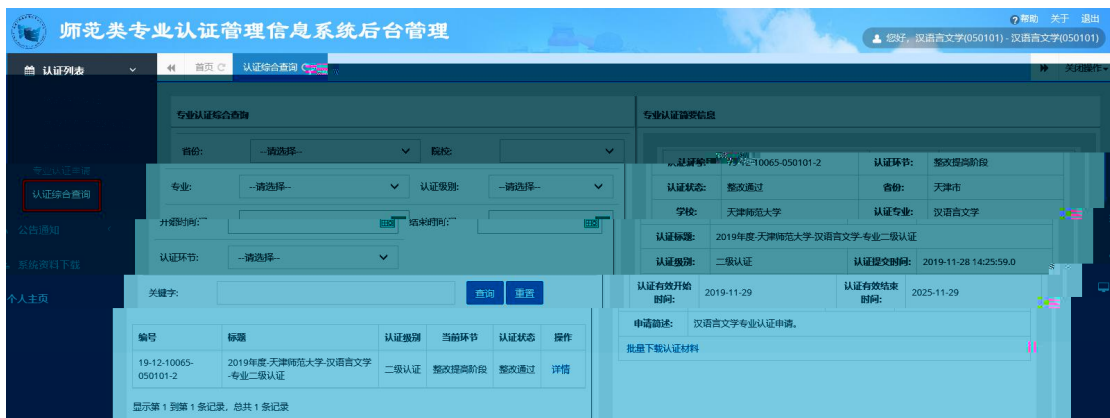 师范类专业认证管理信息系统后台管理
帮助 关于 退出
您好，汉语言文学(050101) - 汉语言文学(050101)
认证列表
首页
认证综合查询
关闭操作
专业认证申请
认证综合查询
公告通知
系统资料下载
个人主页
专业认证综合查询
省份: --请选择-- 院校:
专业: --请选择-- 认证级别: --请选择--
开始时间: 结束时间:
认证环节: --请选择--
关键字: 查询 重置
编号 标题 认证级别 当前环节 认证状态 操作
19-12-10065-050101-2 2019年度-天津师范大学-汉语言文学-专业二级认证 二级认证 整改提高阶段 整改通过 详情
显示第 1 到第 1 条记录，总共 1 条记录
专业认证简要信息
10065-050101-2 认证环节: 整改提高阶段
认证状态: 整改通过 省份: 天津市
学校: 天津师范大学 认证专业: 汉语言文学
认证标题: 2019年度-天津师范大学-汉语言文学-专业二级认证
认证级别: 二级认证 认证提交时间: 2019-11-28 14:25:59.0
认证有效开始时间: 2019-11-29 认证有效结束时间: 2025-11-29
申请简述: 汉语言文学专业认证申请。
批量下载认证材料